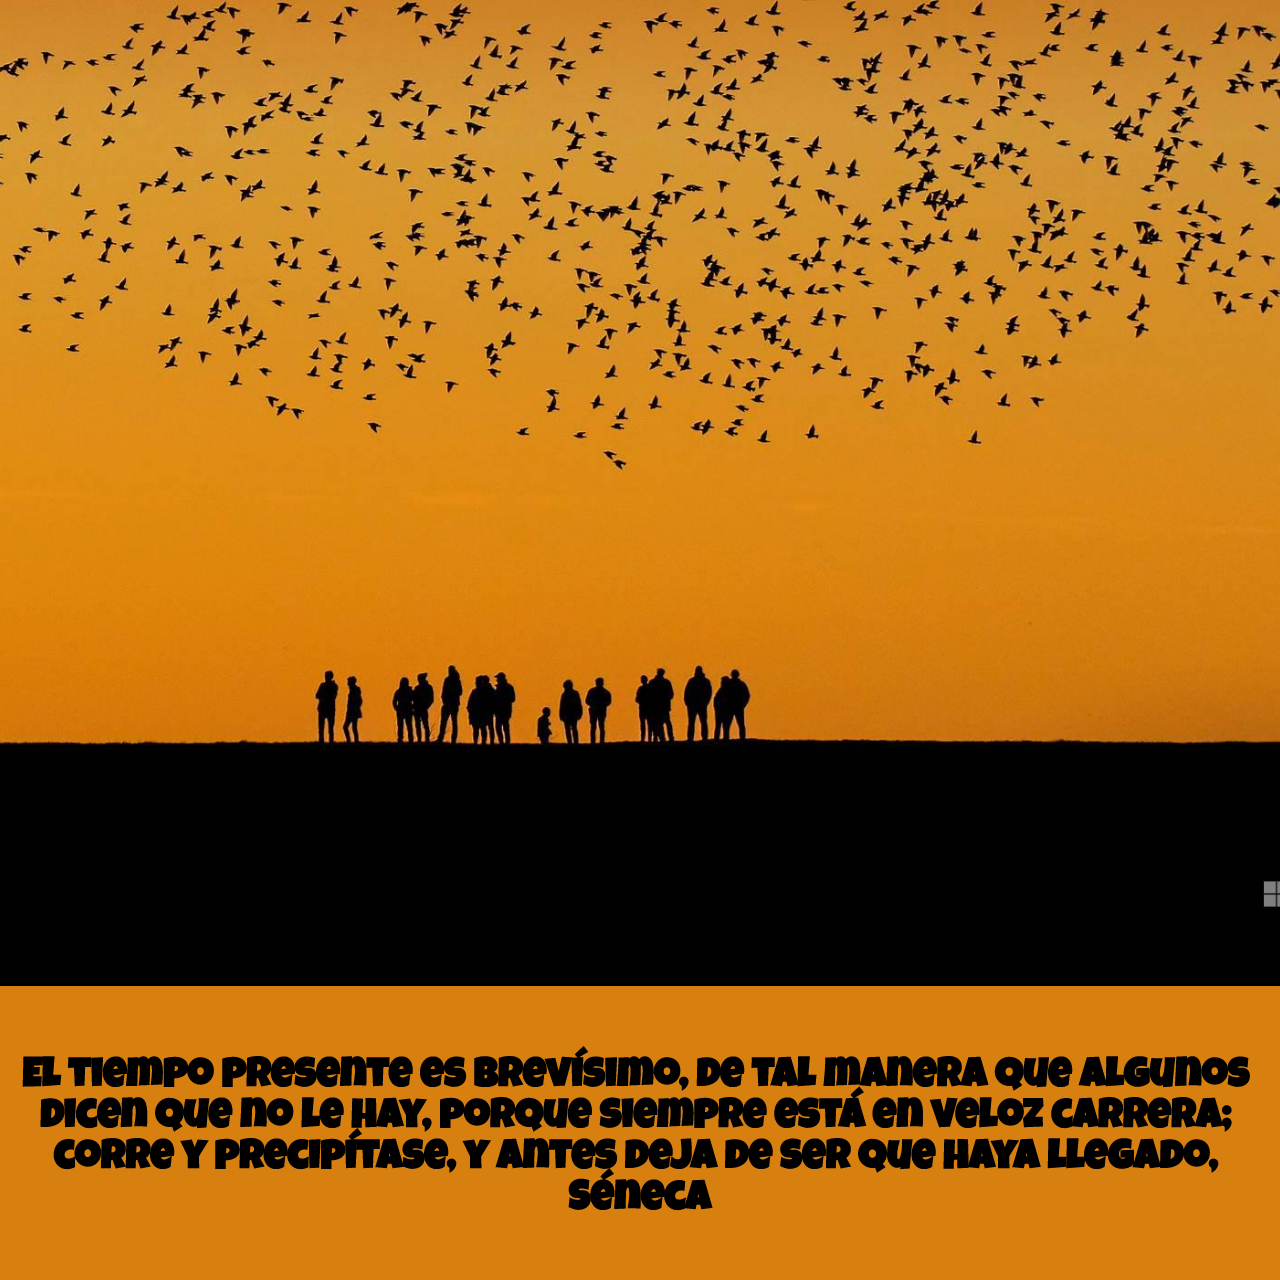 El tiempo presente es brevísimo, de tal manera que algunos
dicen que no le hay, porque siempre está en veloz carrera;
corre y precipítase, y antes deja de ser que haya llegado,
Séneca